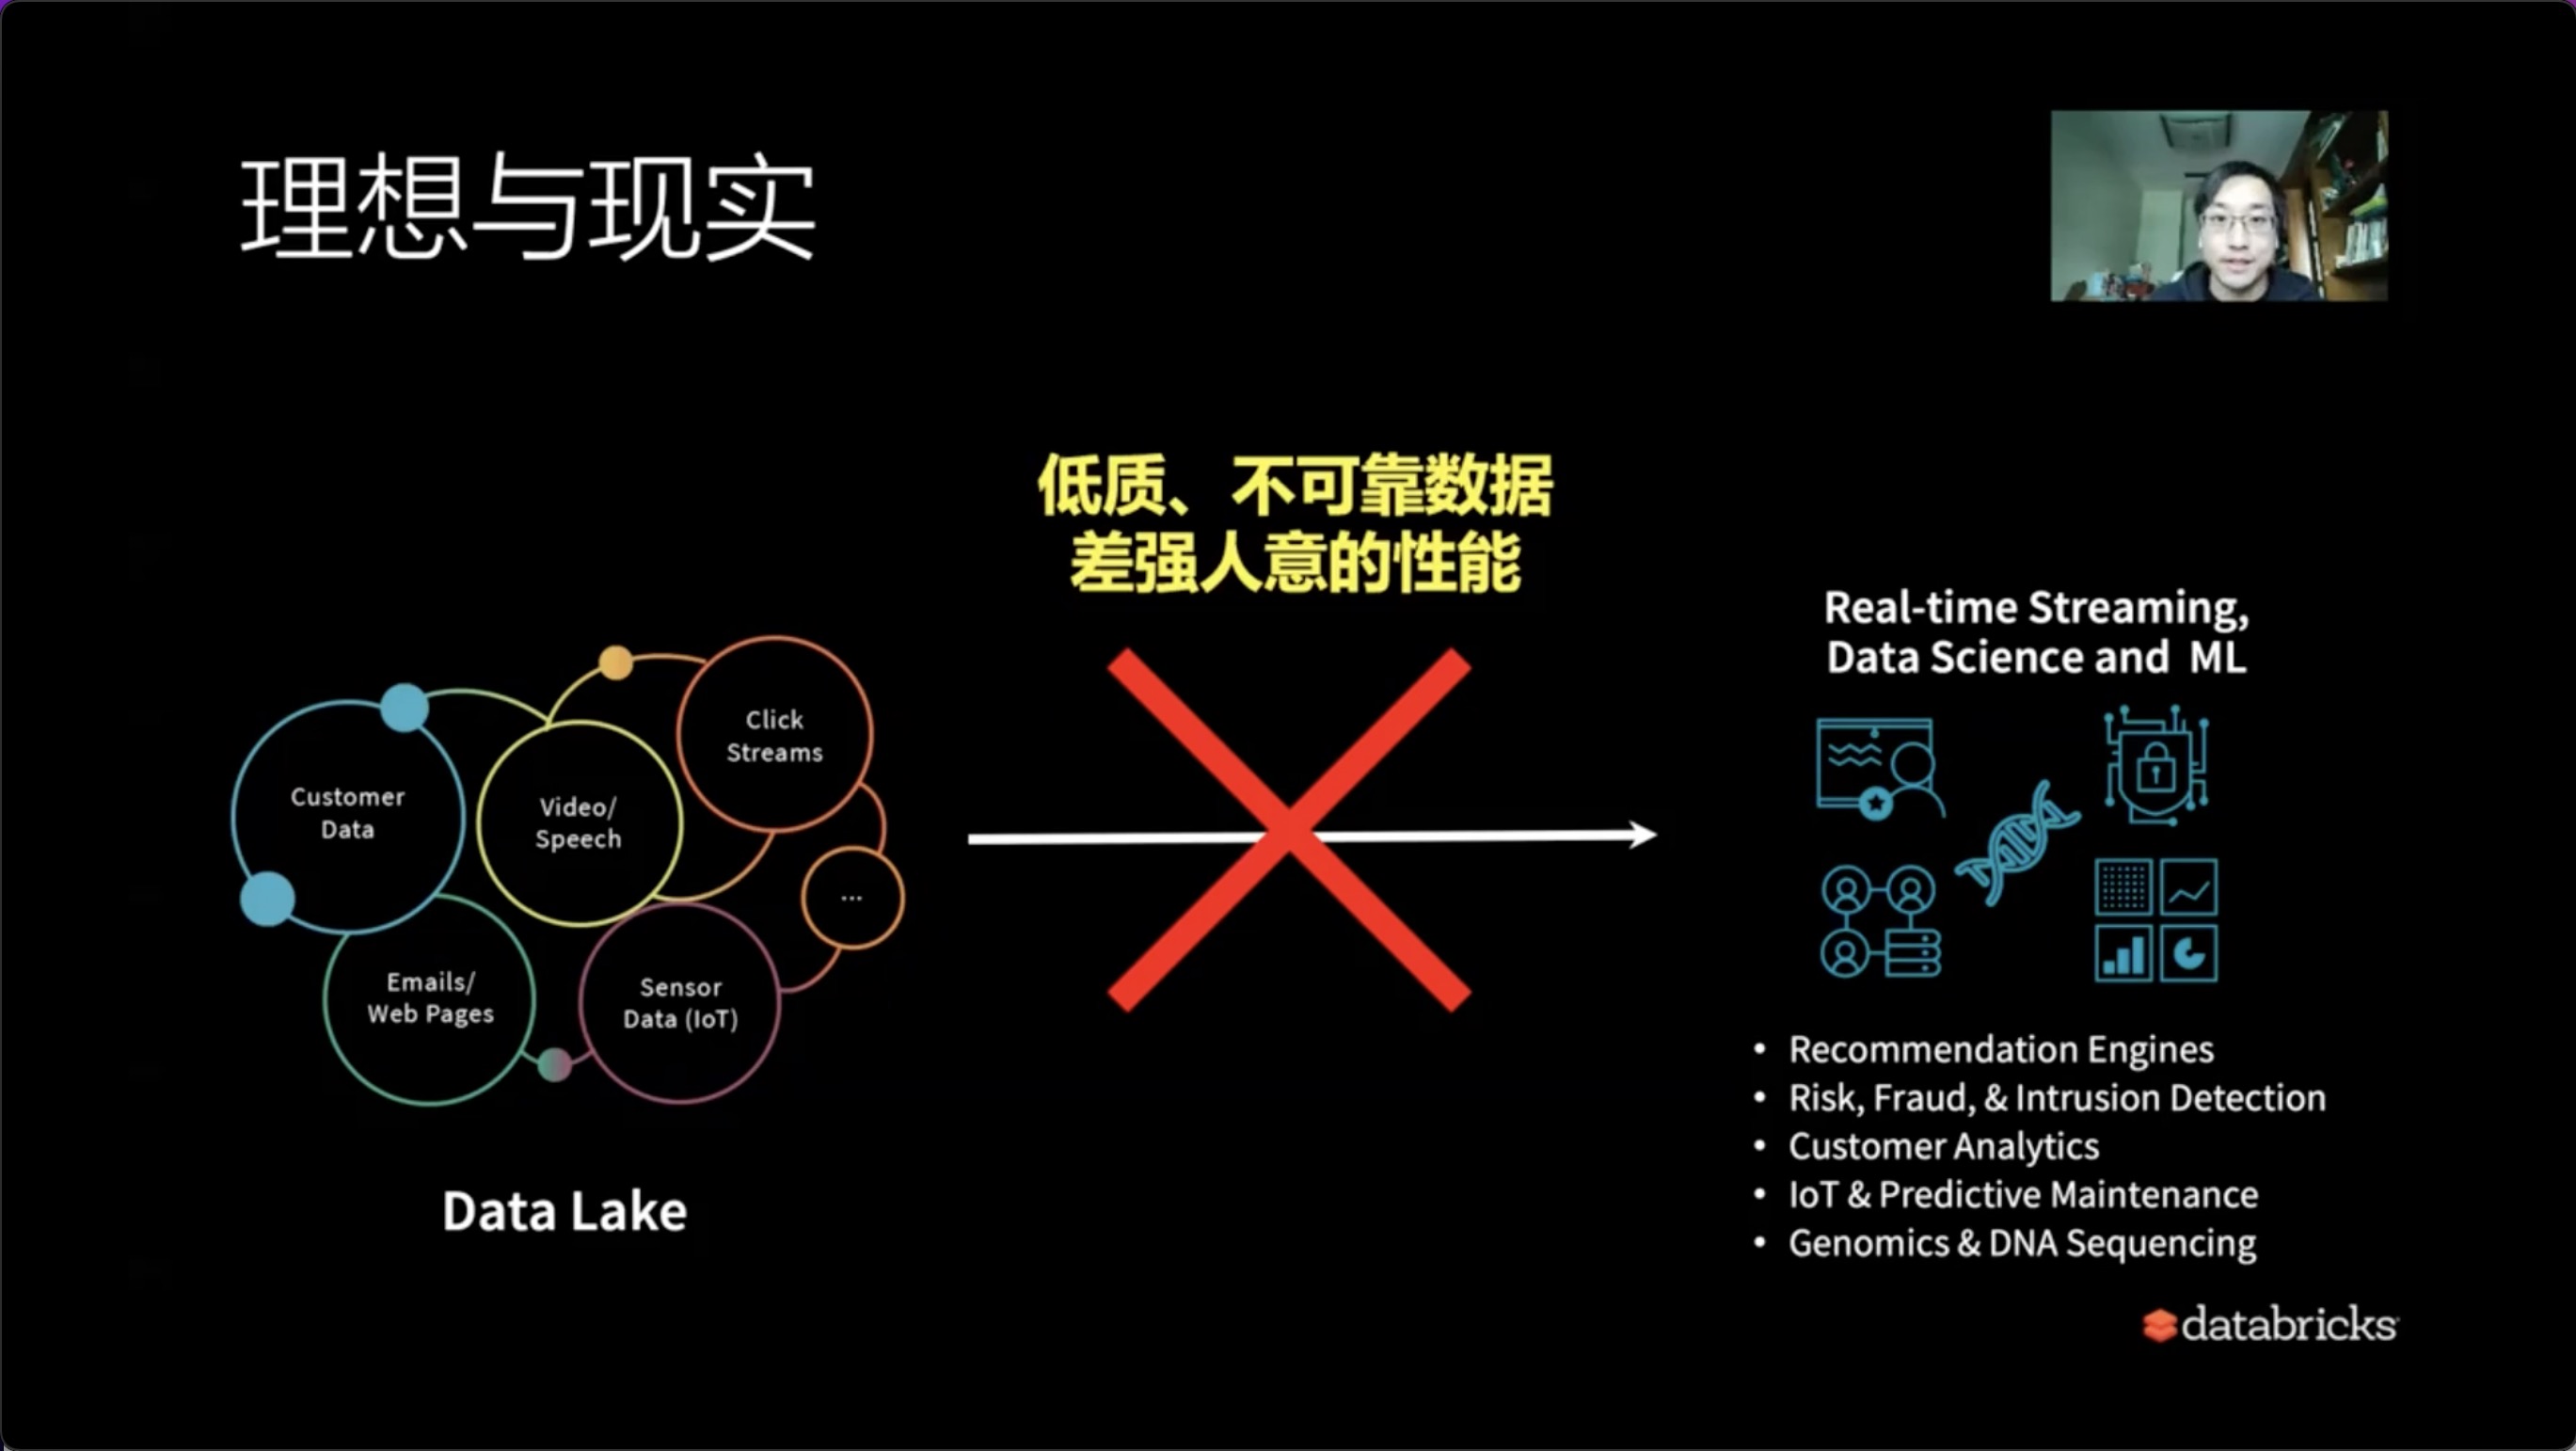 理想与现实
低质、不可靠数据
差强人意的性能
Customer
Data
Video/
Speech
Click
Streams
...
Emails/
Web Pages
Sensor
Data (IoT)
Data Lake
Real-time Streaming,
Data Science and ML
• Recommendation Engines
• Risk, Fraud, & Intrusion Detection
• Customer Analytics
• IoT & Predictive Maintenance
• Genomics & DNA Sequencing
databricks